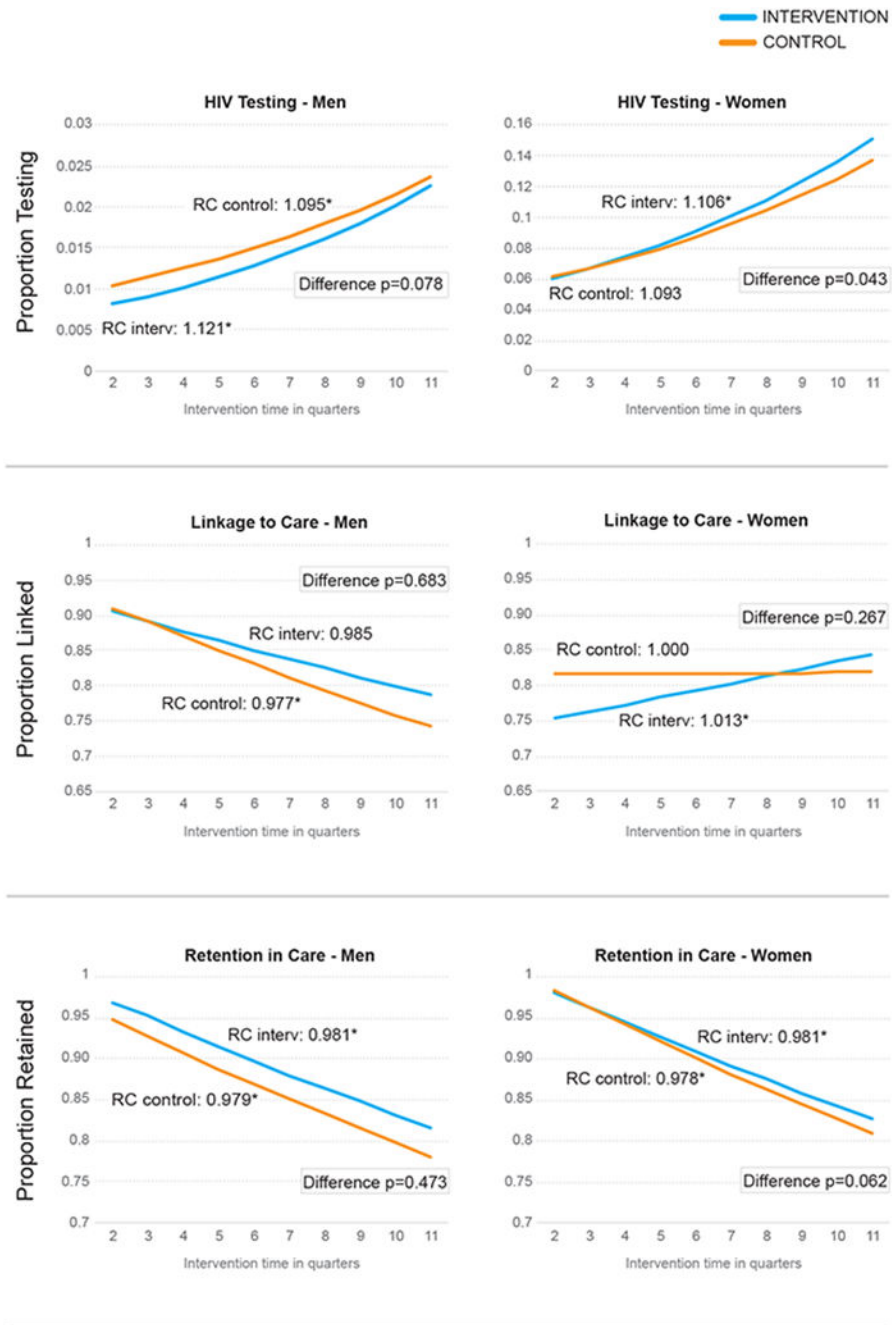 INTERVENTION
CONTROL
HIV Testing - Men
Proportion Testing
0.03
0.025
0.02
0.015
0.01
0.005
0
RC control: 1.095*
Difference p=0.078
RC interv: 1.121*
2 3 4 5 6 7 8 9 10 11
Intervention time in quarters
HIV Testing - Women
0.16
0.14
0.12
0.1
0.08
0.06
0.04
0.02
0
RC interv: 1.106*
Difference p=0.043
RC control: 1.093
2 3 4 5 6 7 8 9 10 11
Intervention time in quarters
Linkage to Care - Men
Proportion Linked
1
0.95
0.90
0.85
0.8
0.75
0.7
0.65
Difference p=0.683
RC interv: 0.985
RC control: 0.977*
2 3 4 5 6 7 8 9 10 11
Intervention time in quarters
Linkage to Care - Women
1
0.95
0.90
0.85
0.8
0.75
0.7
0.65
Difference p=0.267
RC control: 1.000
RC interv: 1.013*
2 3 4 5 6 7 8 9 10 11
Intervention time in quarters
Retention in Care - Men
Proportion Retained
1
0.95
0.90
0.85
0.8
0.75
0.7
RC interv: 0.981*
RC control: 0.979*
Difference p=0.473
2 3 4 5 6 7 8 9 10 11
Intervention time in quarters
Retention in Care - Women
1
0.95
0.90
0.85
0.8
0.75
0.7
RC interv: 0.981*
RC control: 0.978*
Difference p=0.062
2 3 4 5 6 7 8 9 10 11
Intervention time in quarters